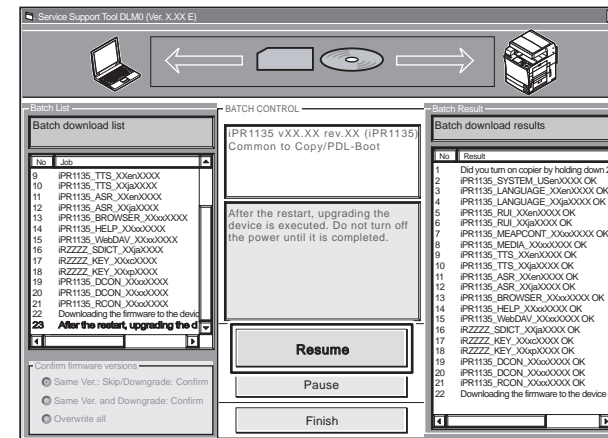 Service Support Tool DLM0 (Ver. X.XX E)
Batch List
Batch download list
No Job
9 iPR1135_TTS_XXenXXXX
10 iPR1135_TTS_XXjaXXXX
11 iPR1135_ASR_XXenXXXX
12 iPR1135_ASR_XXjaXXXX
13 iPR1135_BROWSER_XXxxXXXX
14 iPR1135_HELP_XXxxXXXX
15 iPR1135_WebDAV_XXxxXXXX
16 iRZZZZ_SDICT_XXjaXXXX
17 iRZZZZ_KEY_XXxcXXXX
18 iRZZZZ_KEY_XXxpXXXX
19 iPR1135_DCON_XXxxXXXX
20 iPR1135_DCON_XXxxXXXX
21 iPR1135_RCON_XXxxXXXX
22 Downloading the firmware to the devic
23 After the restart, upgrading the d
Confirm firmware versions
Same Ver.: Skip/Downgrade: Confirm
Same Ver. and Downgrade: Confirm
Overwrite all
BATCH CONTROL
iPR1135 vXX.XX rev.XX (iPR1135)
Common to Copy/PDL-Boot
After the restart, upgrading the
device is executed. Do not turn off
the power until it is completed.
Resume
Pause
Finish
Batch Result
Batch download results
No Result
1 Did you turn on copier by holding down 2
2 iPR1135_SYSTEM_USenXXXX OK
3 iPR1135_LANGUAGE_XXenXXXX OK
4 iPR1135_LANGUAGE_XXjaXXXX OK
5 iPR1135_RUI_XXenXXXX OK
6 iPR1135_RUI_XXjaXXXX OK
7 iPR1135_MEAPCONT_XXxxXXXX OK
8 iPR1135_MEDIA_XXxxXXXX OK
9 iPR1135_TTS_XXenXXXX OK
10 iPR1135_TTS_XXjaXXXX OK
11 iPR1135_ASR_XXenXXXX OK
12 iPR1135_ASR_XXjaXXXX OK
13 iPR1135_BROWSER_XXxxXXXX OK
14 iPR1135_HELP_XXxxXXXX OK
15 iPR1135_WebDAV_XXxxXXXX OK
16 iRZZZZ_SDICT_XXjaXXXX OK
17 iRZZZZ_KEY_XXxcXXXX OK
18 iRZZZZ_KEY_XXxpXXXX OK
19 iPR1135_DCON_XXxxXXXX OK
20 iPR1135_DCON_XXxxXXXX OK
21 iPR1135_RCON_XXxxXXXX OK
22 Downloading the firmware to the device